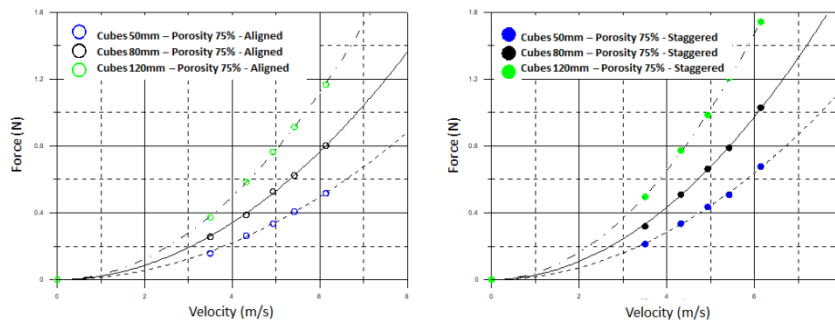 Cubes 50mm – Porosity 75% - Aligned
Cubes 80mm – Porosity 75% - Aligned
Cubes 120mm – Porosity 75% - Aligned
1.6
1.2
0.8
0.4
0
Force (N)
0 2 4 6 8
Velocity (m/s)
Cubes 50mm – Porosity 75% - Staggered
Cubes 80mm – Porosity 75% - Staggered
Cubes 120mm – Porosity 75% - Staggered
1.6
1.2
0.8
0.4
0
Force (N)
0 2 4 6 8
Velocity (m/s)